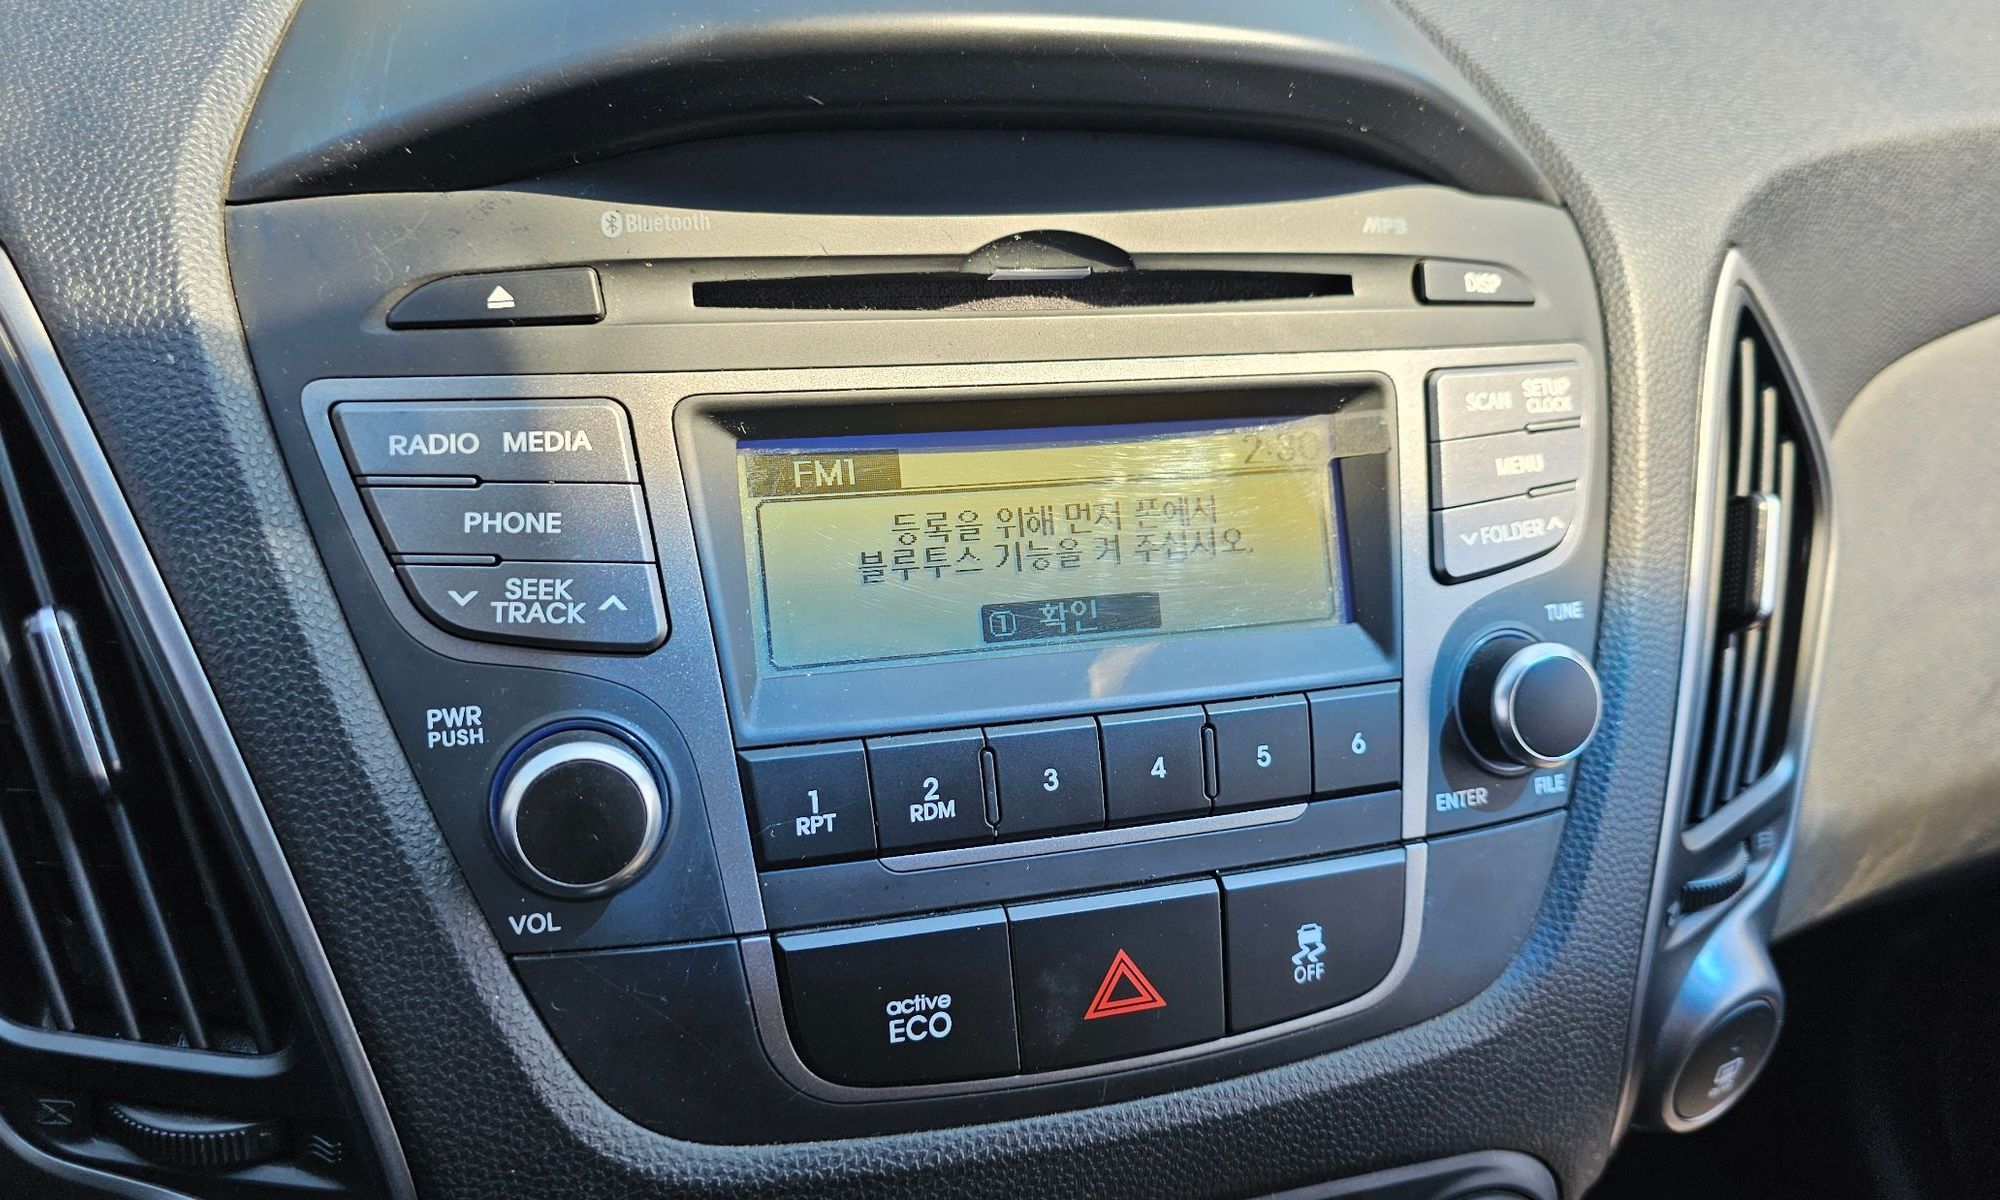 Bluetooth
MP3
DISP
RADIO MEDIA
SCAN SETUP CLOCK
PHONE
MENU
SEEK
TRACK
FOLDER
FM1
등록을 위해 먼저 폰에서
블루투스 기능을 켜 주십시오.
1 확인
TUNE
PWR
PUSH
VOL
1
RPT
2
RDM
3
4
5
6
ENTER
FILE
active
ECO
OFF